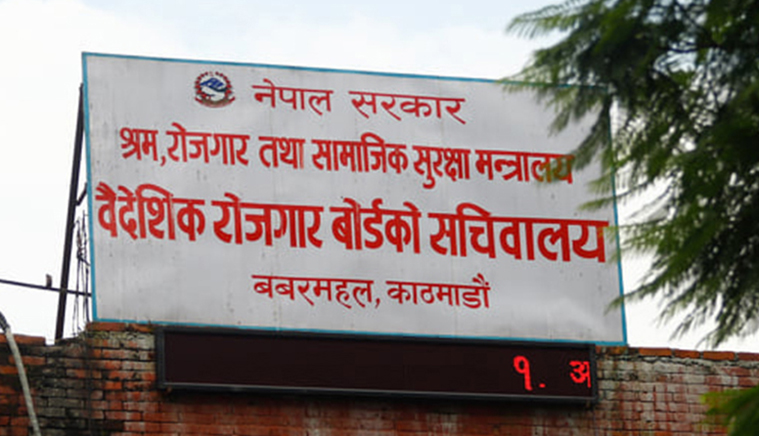 नेपाल सरकार
श्रम, रोजगार तथा सामाजिक सुरक्षा मन्त्रालय
वैदेशिक रोजगार बोर्डको सचिवालय
बबरमहल, काठमाडौं
१. अ